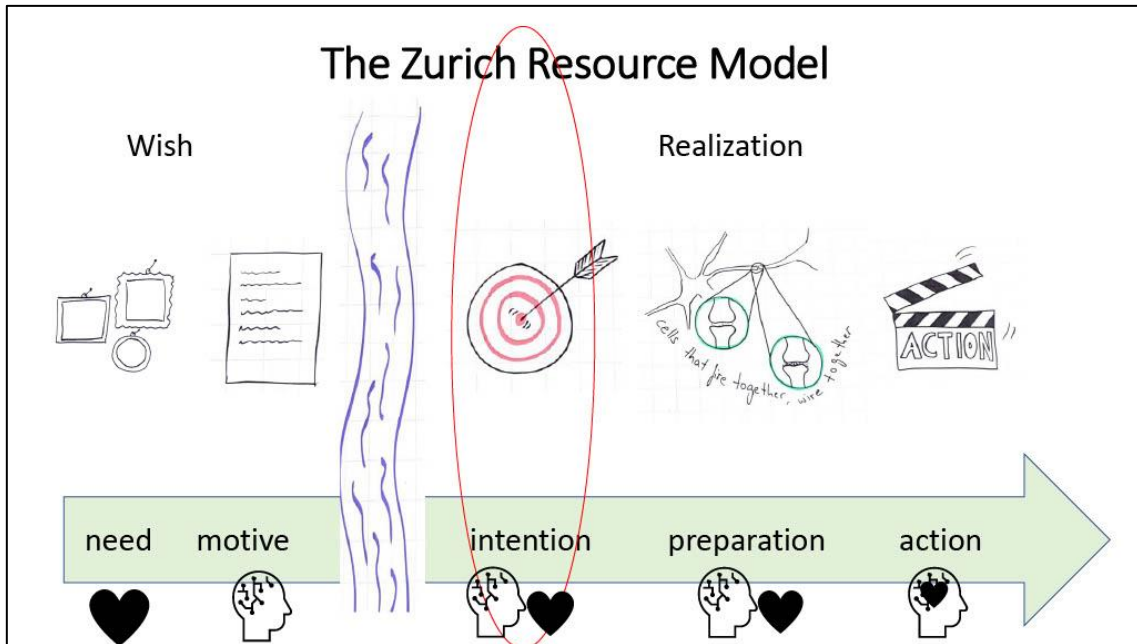 The Zurich Resource Model
Wish
Realization
cells that fire together, wire together
ACTION
need
motive
intention
preparation
action